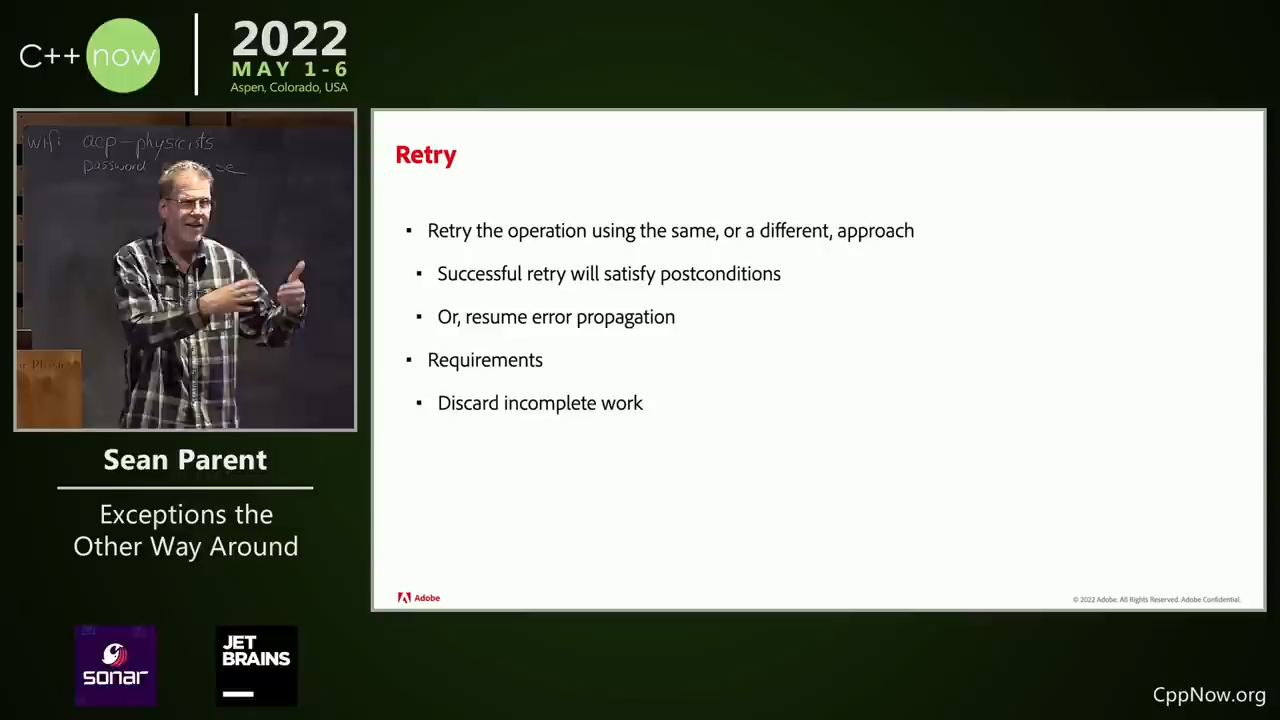 C++ now
2022
MAY 1-6
Aspen, Colorado, USA
wifi acp-physicists
password
Sean Parent
Exceptions the
Other Way Around
sonar
JET
BRAINS
Retry
▪ Retry the operation using the same, or a different, approach
▪ Successful retry will satisfy postconditions
▪ Or, resume error propagation
▪ Requirements
▪ Discard incomplete work
Adobe
© 2022 Adobe. All Rights Reserved. Adobe Confidential.
CppNow.org